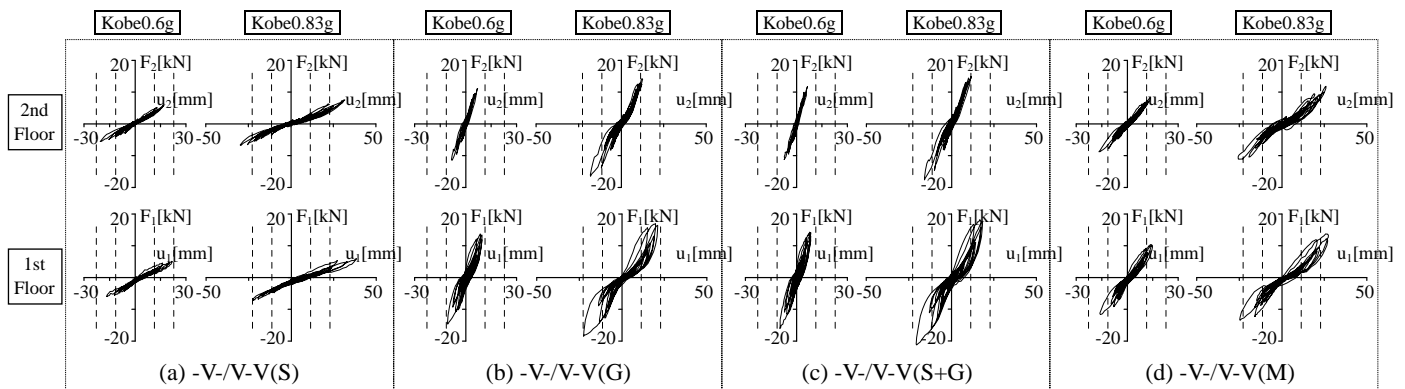 Kobe0.6g Kobe0.83g Kobe0.6g Kobe0.83g Kobe0.6g Kobe0.83g Kobe0.6g Kobe0.83g
20 F2[kN] 20 F2[kN] 20 F2[kN] 20 F2[kN] 20 F2[kN] 20 F2[kN] 20 F2[kN] 20 F2[kN]
u2[mm] u2[mm] u2[mm] u2[mm] u2[mm] u2[mm] u2[mm] u2[mm]
2nd
Floor
-30 30 -50 50 -30 30 -50 50 -30 30 -50 50 -30 30 -50 50
-20 -20 -20 -20 -20 -20 -20 -20
20 F1[kN] 20 F1[kN] 20 F1[kN] 20 F1[kN] 20 F1[kN] 20 F1[kN] 20 F1[kN] 20 F1[kN]
u1[mm] u1[mm] u1[mm] u1[mm] u1[mm] u1[mm] u1[mm] u1[mm]
1st
Floor
-30 30 -50 50 -30 30 -50 50 -30 30 -50 50 -30 30 -50 50
-20 -20 -20 -20 -20 -20 -20 -20
(a) -V-/V-V(S) (b) -V-/V-V(G) (c) -V-/V-V(S+G) (d) -V-/V-V(M)